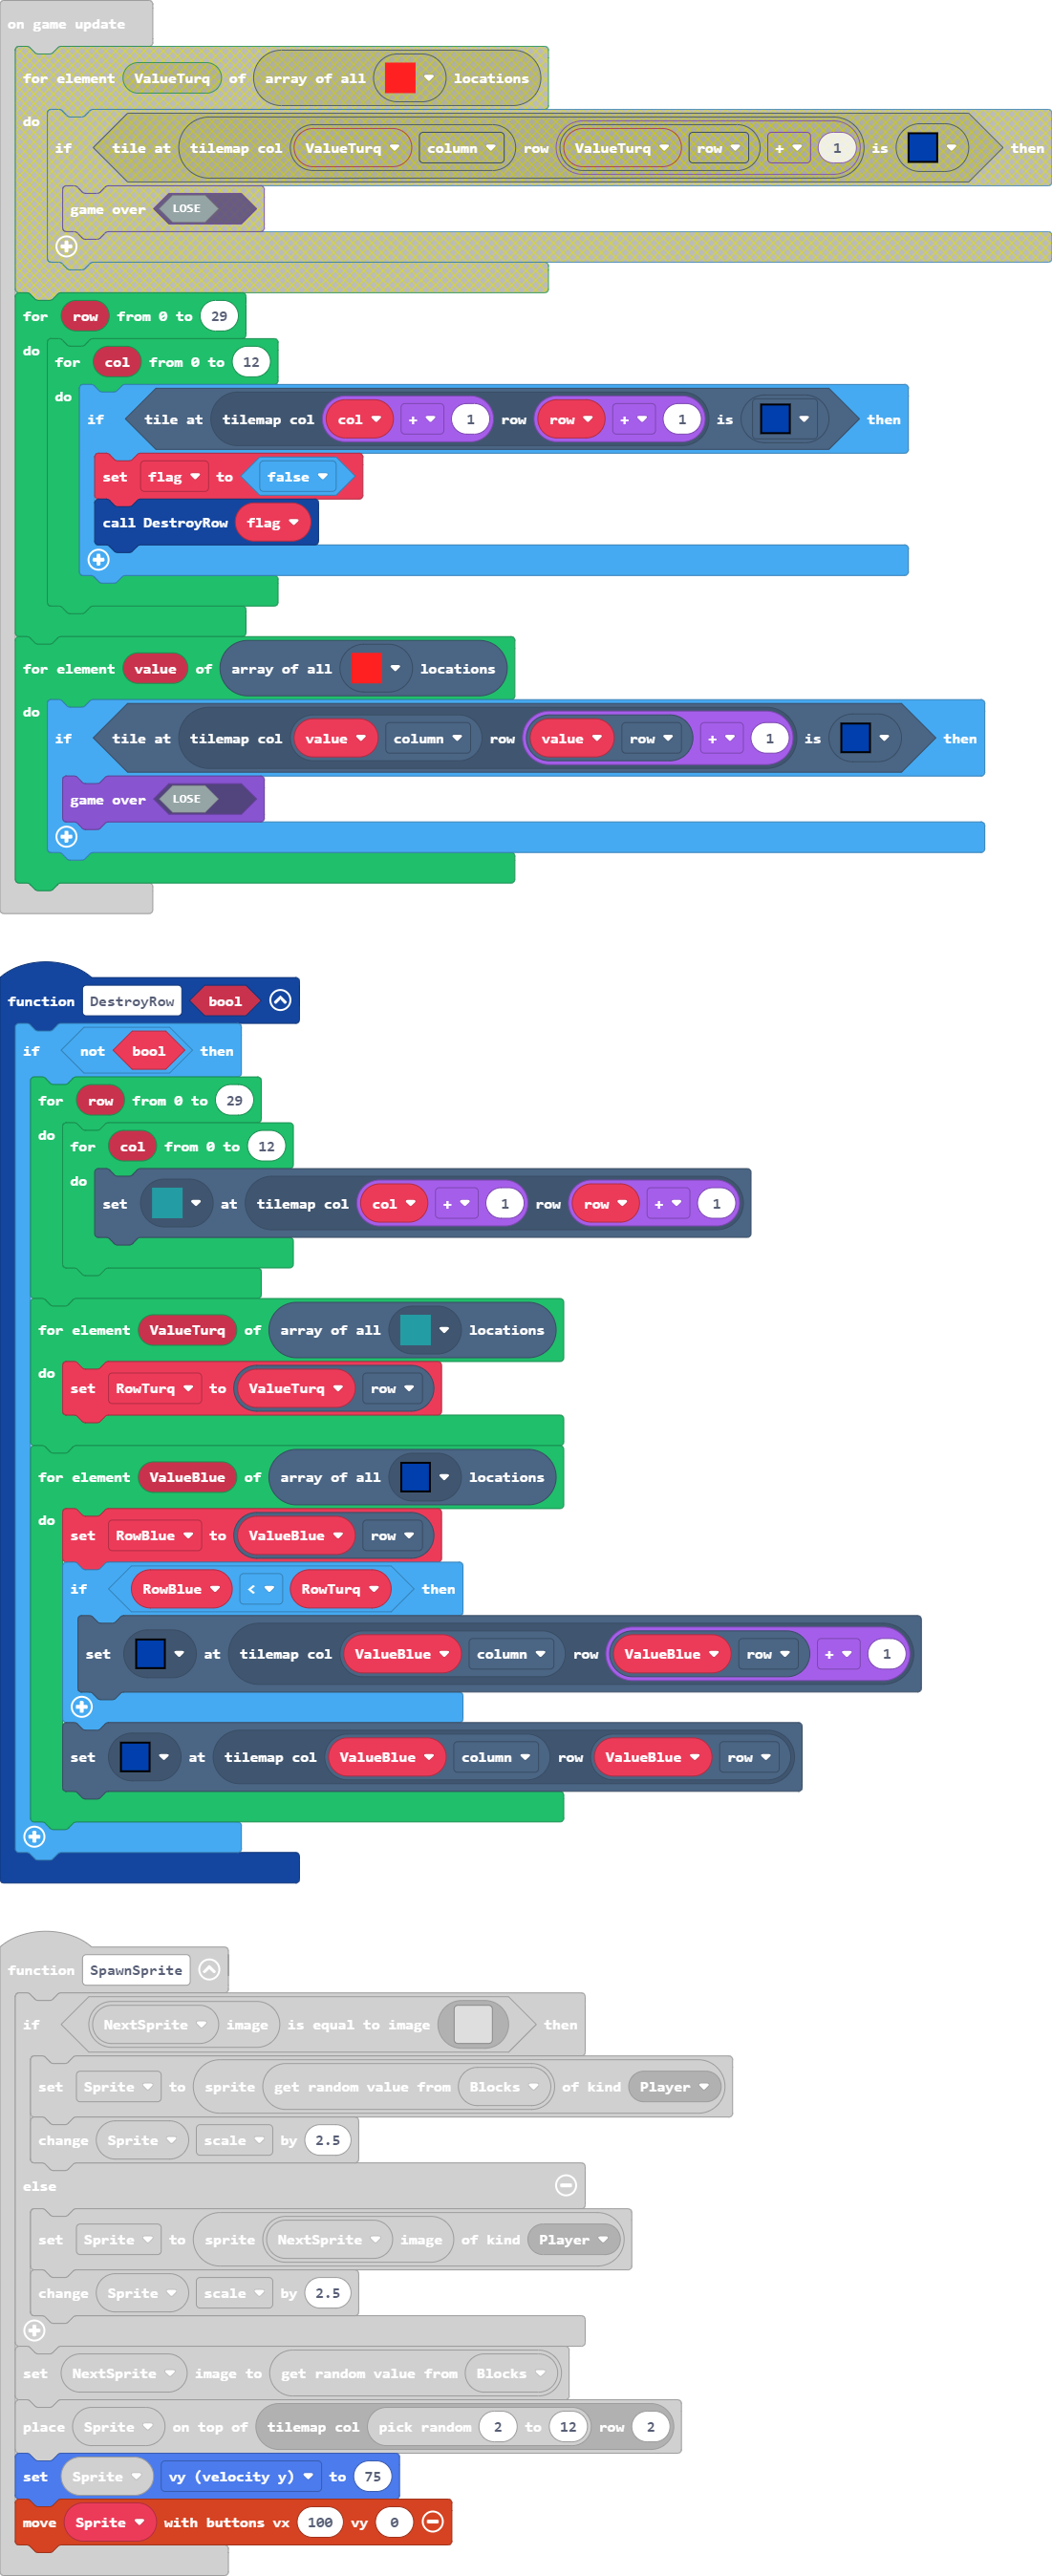 on game update
for element ValueTurq of array of all locations
do
if tile at tilemap col ValueTurq column row ValueTurq row + 1 is then
game over LOSE
for row from 0 to 29
do
for col from 0 to 12
do
if tile at tilemap col col + 1 row row + 1 is then
set flag to false
call DestroyRow flag
for element value of array of all locations
do
if tile at tilemap col value column row value row + 1 is then
game over LOSE
function DestroyRow bool
if not bool then
for row from 0 to 29
do
for col from 0 to 12
do
set at tilemap col col + 1 row row + 1
for element ValueTurq of array of all locations
do
set RowTurq to ValueTurq row
for element ValueBlue of array of all locations
do
set RowBlue to ValueBlue row
if RowBlue < RowTurq then
set at tilemap col ValueBlue column row ValueBlue row + 1
set at tilemap col ValueBlue column row ValueBlue row
function SpawnSprite
if NextSprite image is equal to image then
set Sprite to sprite get random value from Blocks of kind Player
change Sprite scale by 2.5
else
set Sprite to sprite NextSprite image of kind Player
change Sprite scale by 2.5
set NextSprite image to get random value from Blocks
place Sprite on top of tilemap col pick random 2 to 12 row 2
set Sprite vy (velocity y) to 75
move Sprite with buttons vx 100 vy 0